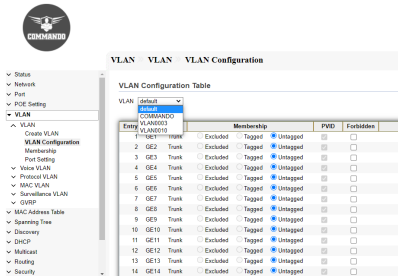 COMMANDO
VLAN VLAN VLAN Configuration
Status
Network
Port
POE Setting
VLAN
VLAN
Create VLAN
VLAN Configuration
Membership
Port Setting
Voice VLAN
Protocol VLAN
MAC VLAN
Surveillance VLAN
GVRP
MAC Address Table
Spanning Tree
Discovery
DHCP
Multicast
Routing
Security
VLAN Configuration Table
VLAN default
default
COMMANDO
VLAN0003
VLAN0010
Entry Membership PVID Forbidden
1 GE1 Trunk Excluded Tagged Untagged
2 GE2 Trunk Excluded Tagged Untagged
3 GE3 Trunk Excluded Tagged Untagged
4 GE4 Trunk Excluded Tagged Untagged
5 GE5 Trunk Excluded Tagged Untagged
6 GE6 Trunk Excluded Tagged Untagged
7 GE7 Trunk Excluded Tagged Untagged
8 GE8 Trunk Excluded Tagged Untagged
9 GE9 Trunk Excluded Tagged Untagged
10 GE10 Trunk Excluded Tagged Untagged
11 GE11 Trunk Excluded Tagged Untagged
12 GE12 Trunk Excluded Tagged Untagged
13 GE13 Trunk Excluded Tagged Untagged
14 GE14 Trunk Excluded Tagged Untagged